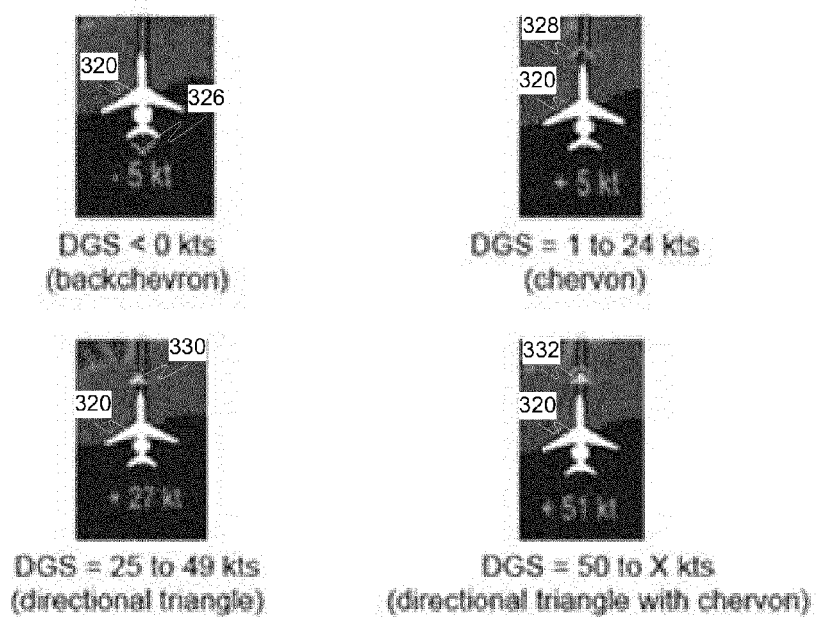 328
320
320
326
- 5 kt
+ 5 kt
DGS < 0 kts
(backchevron)
DGS = 1 to 24 kts
(chervon)
330
332
320
320
+ 27 kt
+ 51 kt
DGS = 25 to 49 kts
(directional triangle)
DGS = 50 to X kts
(directional triangle with chervon)